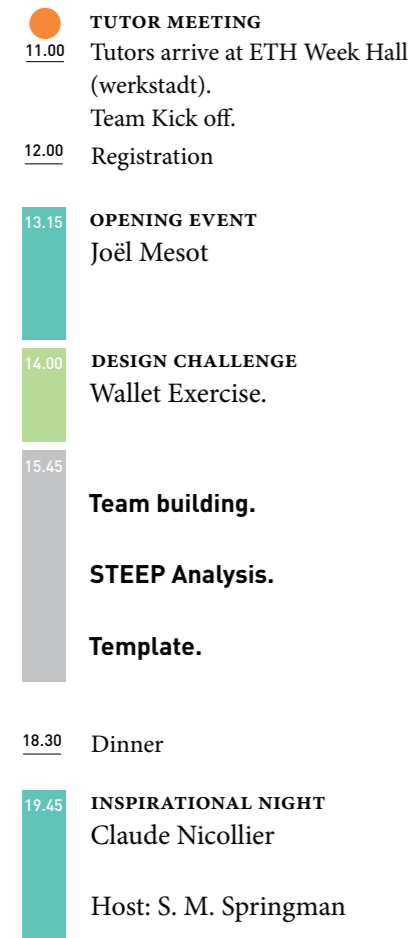 TUTOR MEETING
11.00 Tutors arrive at ETH Week Hall
(werkstadt).
Team Kick off.
12.00 Registration
13.15 OPENING EVENT
Joël Mesot
14.00 DESIGN CHALLENGE
Wallet Exercise.
15.45
Team building.
STEEP Analysis.
Template.
18.30 Dinner
19.45 INSPIRATIONAL NIGHT
Claude Nicollier
Host: S. M. Springman